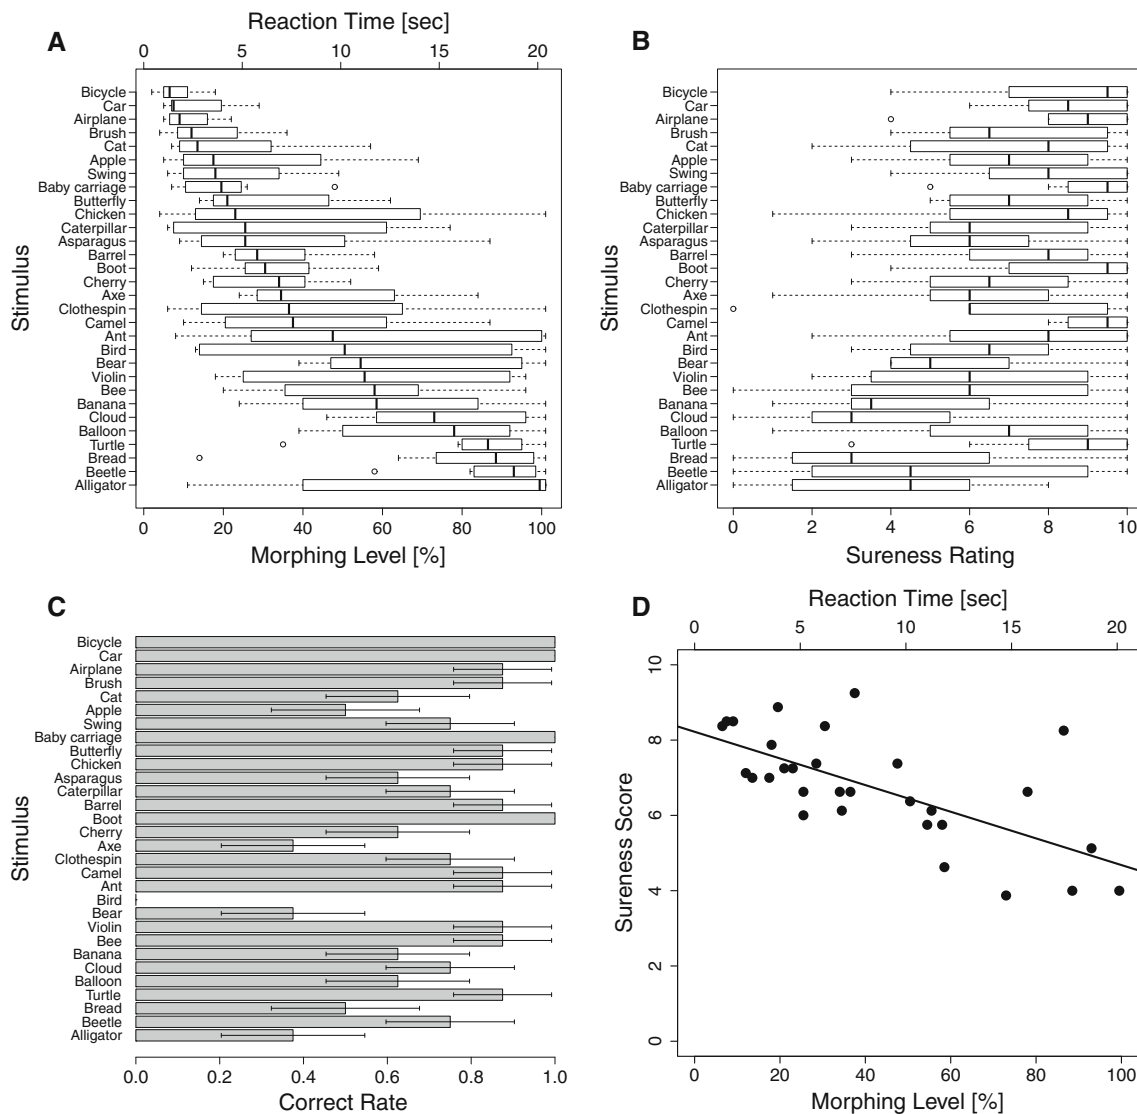 A
Reaction Time [sec]
0 5 10 15 20
Stimulus
Bicycle
Car
Airplane
Brush
Cat
Apple
Swing
Baby carriage
Butterfly
Chicken
Caterpillar
Asparagus
Barrel
Boot
Cherry
Axe
Clothespin
Camel
Ant
Bird
Bear
Violin
Bee
Banana
Cloud
Balloon
Turtle
Bread
Beetle
Alligator
0 20 40 60 80 100
Morphing Level [%]
B
Stimulus
Bicycle
Car
Airplane
Brush
Cat
Apple
Swing
Baby carriage
Butterfly
Chicken
Caterpillar
Asparagus
Barrel
Boot
Cherry
Axe
Clothespin
Camel
Ant
Bird
Bear
Violin
Bee
Banana
Cloud
Balloon
Turtle
Bread
Beetle
Alligator
0 2 4 6 8 10
Sureness Rating
C
Stimulus
Bicycle
Car
Airplane
Brush
Cat
Apple
Swing
Baby carriage
Butterfly
Chicken
Asparagus
Caterpillar
Barrel
Boot
Cherry
Axe
Clothespin
Camel
Ant
Bird
Bear
Violin
Bee
Banana
Cloud
Balloon
Turtle
Bread
Beetle
Alligator
0.0 0.2 0.4 0.6 0.8 1.0
Correct Rate
D
Reaction Time [sec]
0 5 10 15 20
Sureness Score
10
8
6
4
2
0
0 20 40 60 80 100
Morphing Level [%]